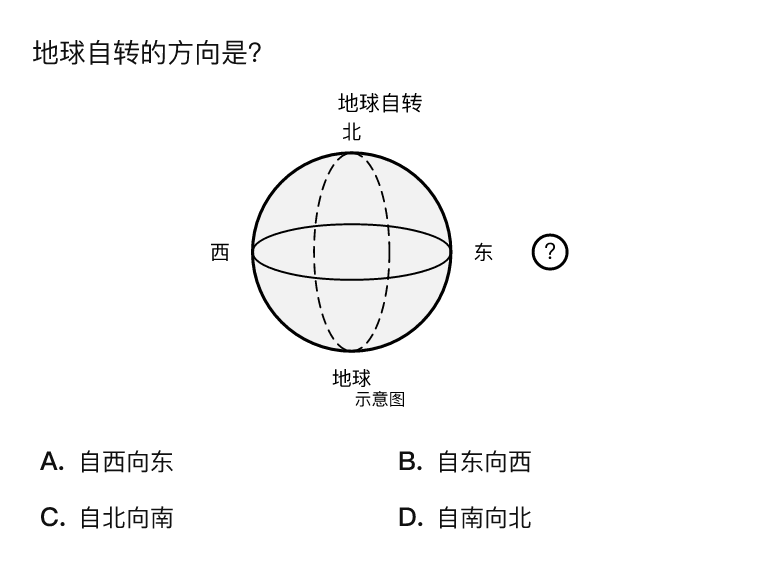 地球自转的方向是?
地球自转
北
西
东
?
地球
示意图
A. 自西向东
B. 自东向西
C. 自北向南
D. 自南向北